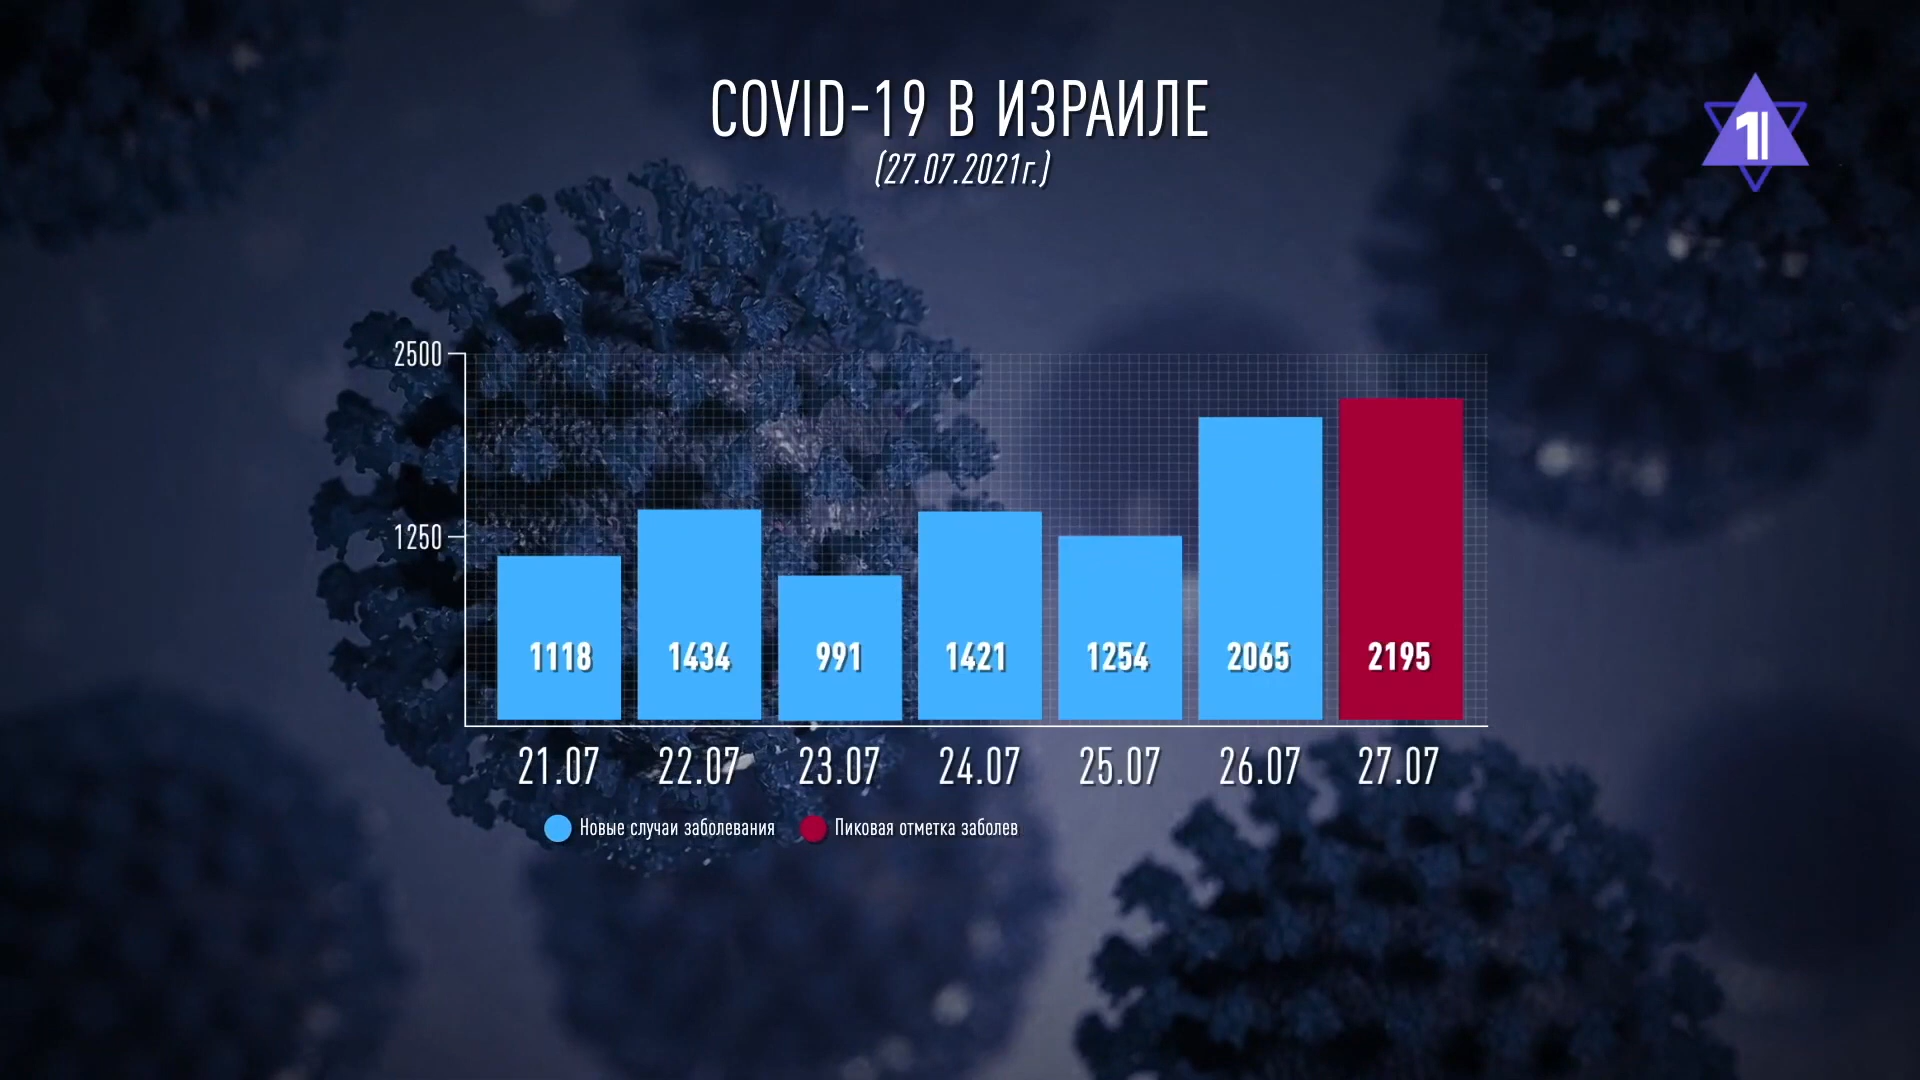 COVID-19 В ИЗРАИЛЕ
(27.07.2021г.)
1
2500
1250
1118 1434 991 1421 1254 2065 2195
21.07 22.07 23.07 24.07 25.07 26.07 27.07
Новые случаи заболевания Пиковая отметка заболев